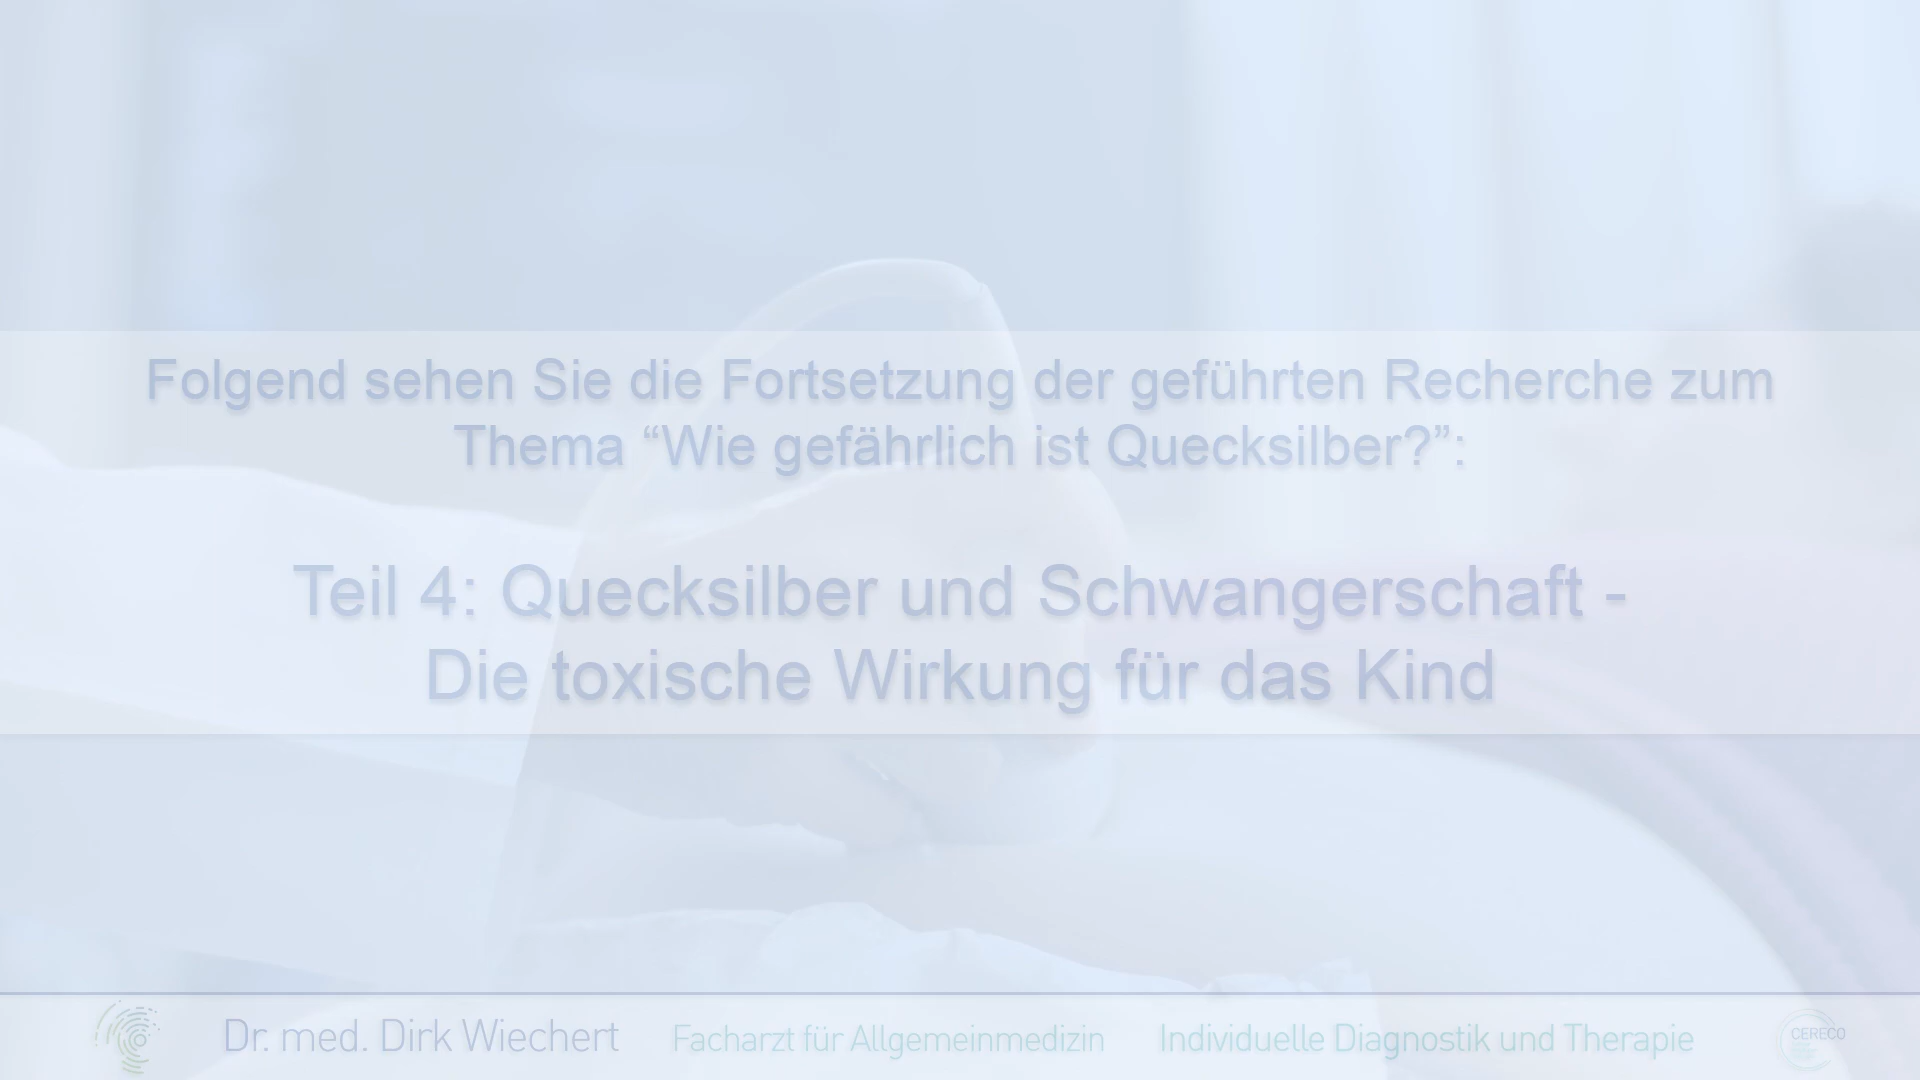 Folgend sehen Sie die Fortsetzung der geführten Recherche zum
Thema “Wie gefährlich ist Quecksilber?”:
Teil 4: Quecksilber und Schwangerschaft -
Die toxische Wirkung für das Kind
Dr. med. Dirk Wiechert Facharzt für Allgemeinmedizin Individuelle Diagnostik und Therapie
CERECO